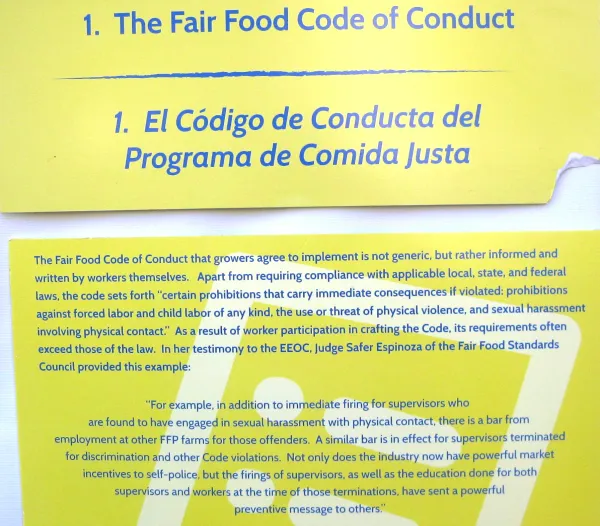 1. The Fair Food Code of Conduct
1. El Código de Conducta del
Programa de Comida Justa
The Fair Food Code of Conduct that growers agree to implement is not generic, but rather informed and
written by workers themselves. Apart from requiring compliance with applicable local, state, and federal
laws, the code sets forth "certain prohibitions that carry immediate consequences if violated: prohibitions
against forced labor and child labor of any kind, the use or threat of physical violence, and sexual harassment
involving physical contact." As a result of worker participation in crafting the Code, its requirements often
exceed those of the law. In her testimony to the EEOC, Judge Safer Espinoza of the Fair Food Standards
Council provided this example:
"For example, in addition to immediate firing for supervisors who
are found to have engaged in sexual harassment with physical contact, there is a bar from
employment at other FFP farms for those offenders. A similar bar is in effect for supervisors terminated
for discrimination and other Code violations. Not only does the industry now have powerful market
incentives to self-police, but the firings of supervisors, as well as the education done for both
supervisors and workers at the time of those terminations, have sent a powerful
preventive message to others."